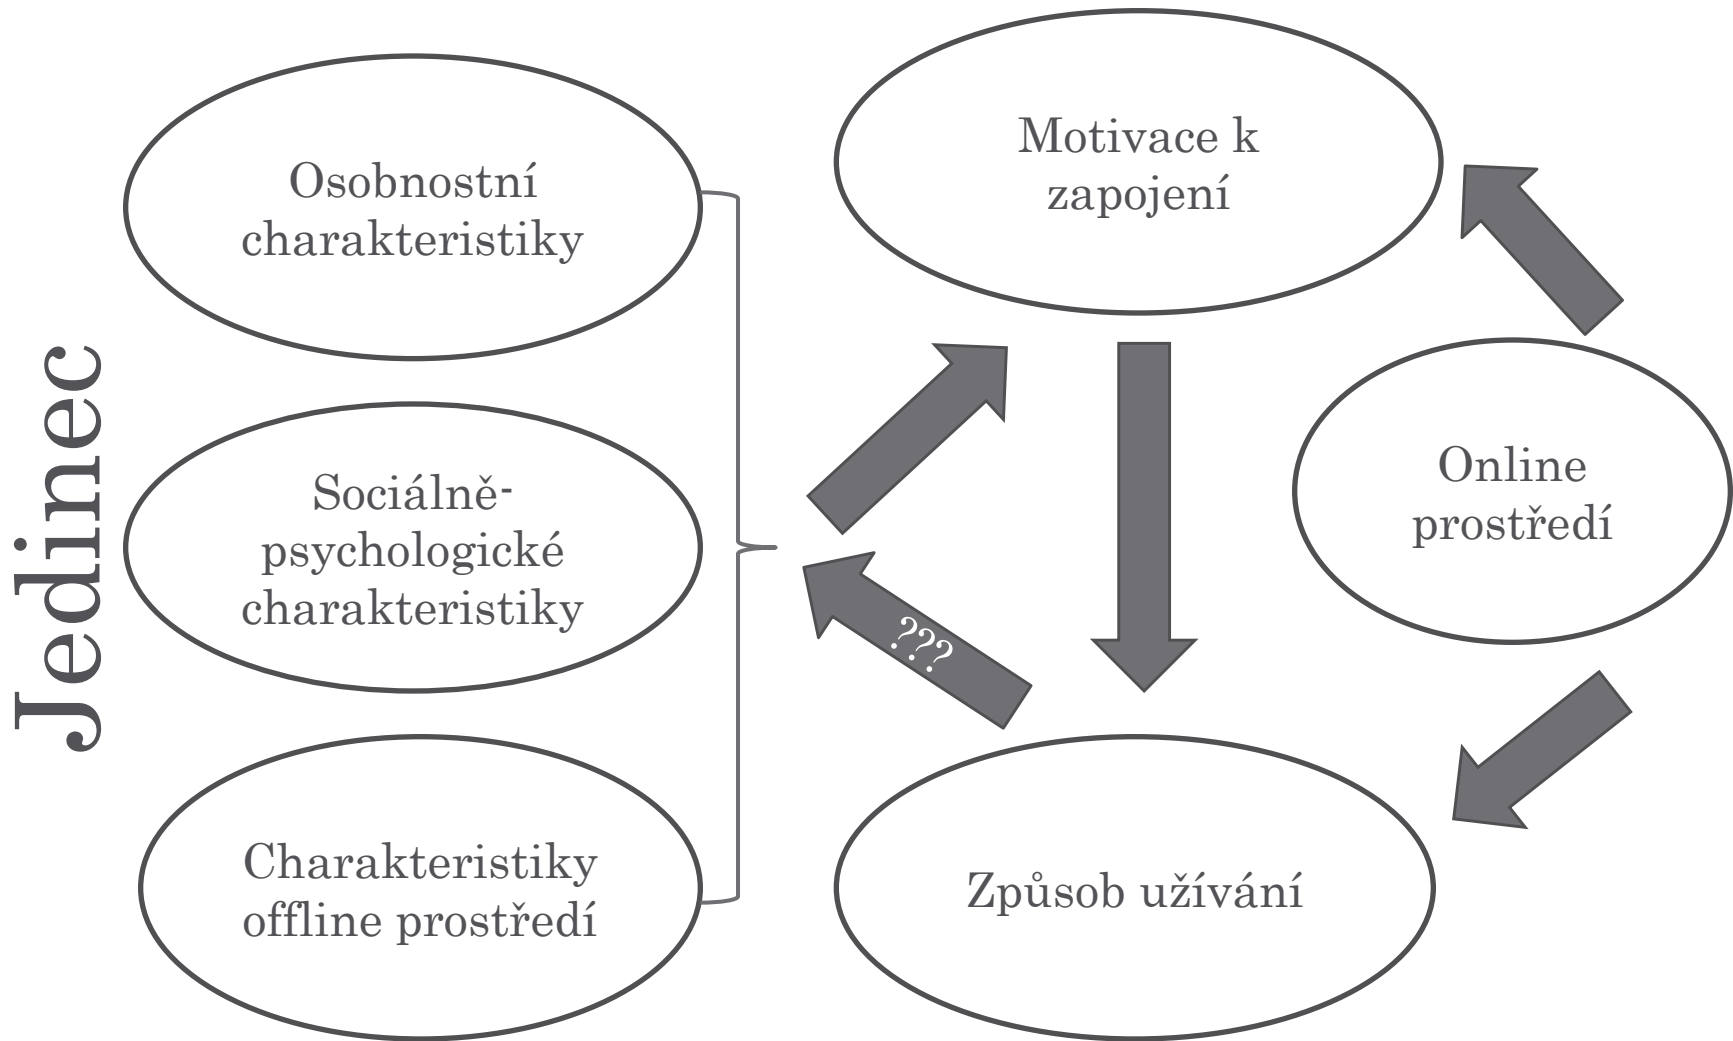 Jedinec
Osobnostní
charakteristiky
Sociálně-
psychologické
charakteristiky
Charakteristiky
offline prostředí
Motivace k
zapojení
???
Způsob užívání
Online
prostředí